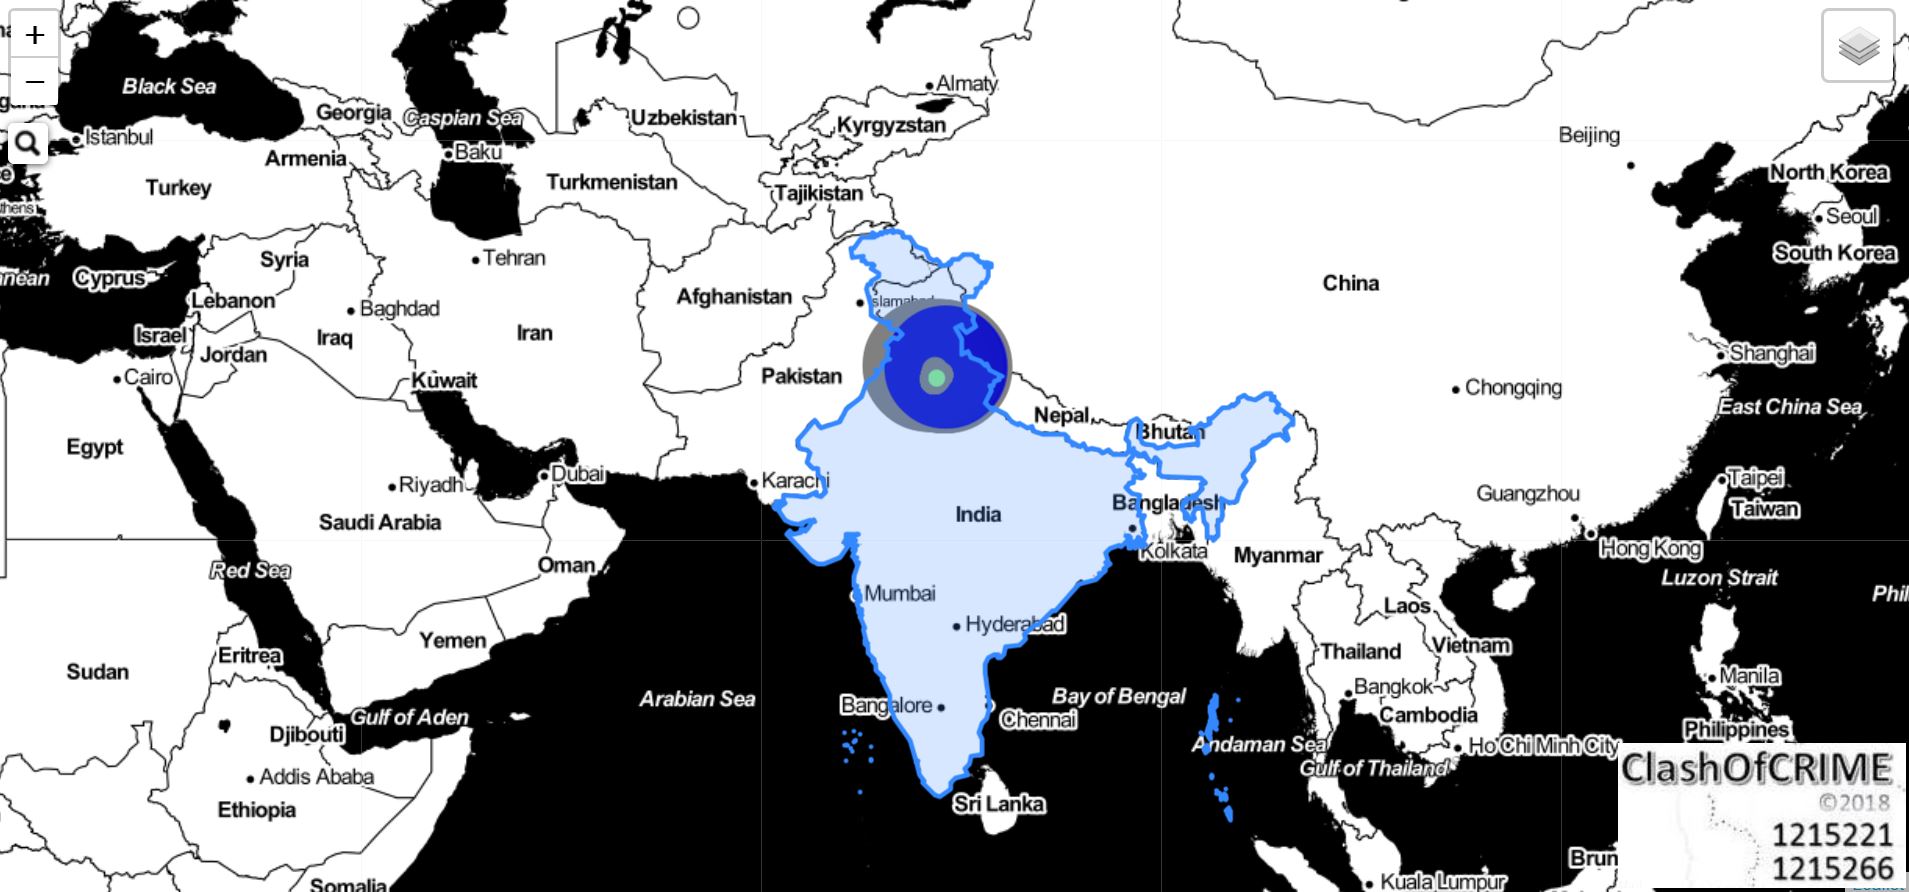 +
−
Black Sea
Istanbul
Georgia
Caspian Sea
Uzbekistan
Almaty
Kyrgyzstan
Beijing
Armenia
Baku
Turkey
Turkmenistan
Tajikistan
North Korea
Seoul
South Korea
Syria
Tehran
Cyprus
Lebanon
Baghdad
Afghanistan
slamabad
China
Israel
Iraq
Iran
Jordan
Kuwait
Pakistan
Shanghai
Cairo
Chongqing
East China Sea
Nepal
Bhutan
Egypt
Riyadh
Dubai
Karachi
Taipei
Taiwan
Saudi Arabia
India
Bangladesh
Guangzhou
Kolkata
Myanmar
Hong Kong
Red Sea
Oman
Luzon Strait
Phil
Mumbai
Hyderabad
Laos
Yemen
Eritrea
Thailand
Vietnam
Sudan
Arabian Sea
Bay of Bengal
Bangkok
Manila
Gulf of Aden
Bangalore
Chennai
Cambodia
Djibouti
Andaman Sea
Ho Chi Minh City
Philippines
Gulf of Thailand
Addis Ababa
Ethiopia
Sri Lanka
Somalia
Kuala Lumpur
Brun
ClashOfCRIME
©2018
1215221
1215266